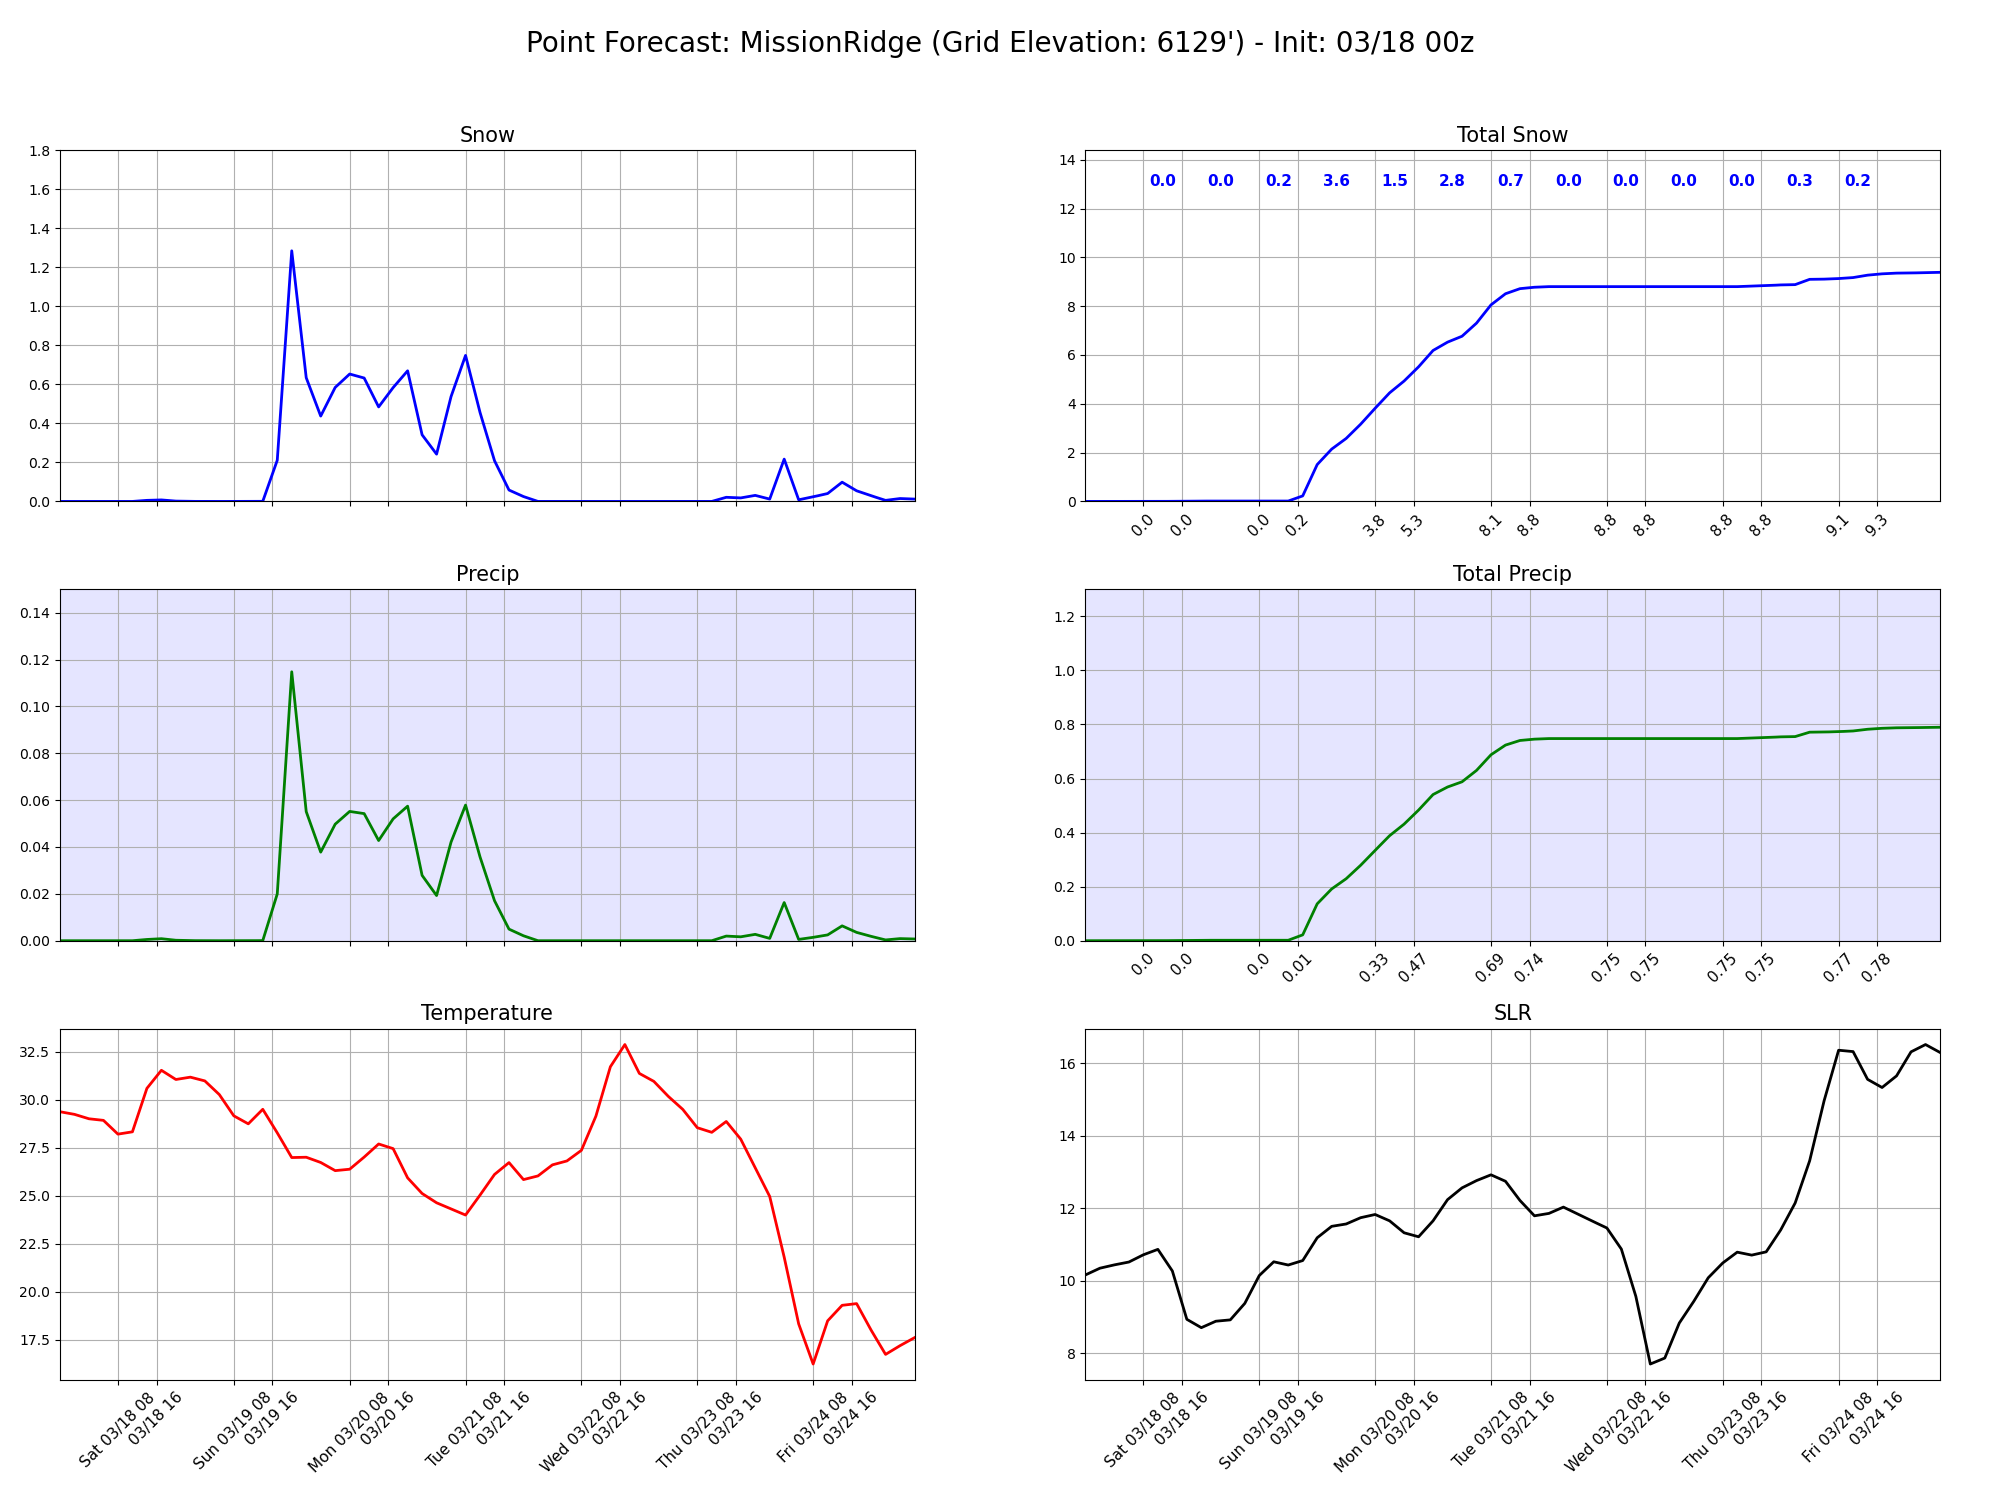 Point Forecast: MissionRidge (Grid Elevation: 6129') - Init: 03/18 00z
Snow
1.8
1.6
1.4
1.2
1.0
0.8
0.6
0.4
0.2
0.0
Total Snow
14
12
10
8
6
4
2
0
0.0 0.0 0.2 3.6 1.5 2.8 0.7 0.0 0.0 0.0 0.0 0.3 0.2
0.0 0.0 0.0 0.2 3.8 5.3 8.1 8.8 8.8 8.8 8.8 8.8 9.1 9.3
Precip
0.14
0.12
0.10
0.08
0.06
0.04
0.02
0.00
Total Precip
1.2
1.0
0.8
0.6
0.4
0.2
0.0
0.0 0.0 0.0 0.01 0.33 0.47 0.69 0.74 0.75 0.75 0.75 0.75 0.77 0.78
Temperature
32.5
30.0
27.5
25.0
22.5
20.0
17.5
Sat 03/18 08
03/18 16
Sun 03/19 08
03/19 16
Mon 03/20 08
03/20 16
Tue 03/21 08
03/21 16
Wed 03/22 08
03/22 16
Thu 03/23 08
03/23 16
Fri 03/24 08
03/24 16
SLR
16
14
12
10
8
Sat 03/18 08
03/18 16
Sun 03/19 08
03/19 16
Mon 03/20 08
03/20 16
Tue 03/21 08
03/21 16
Wed 03/22 08
03/22 16
Thu 03/23 08
03/23 16
Fri 03/24 08
03/24 16